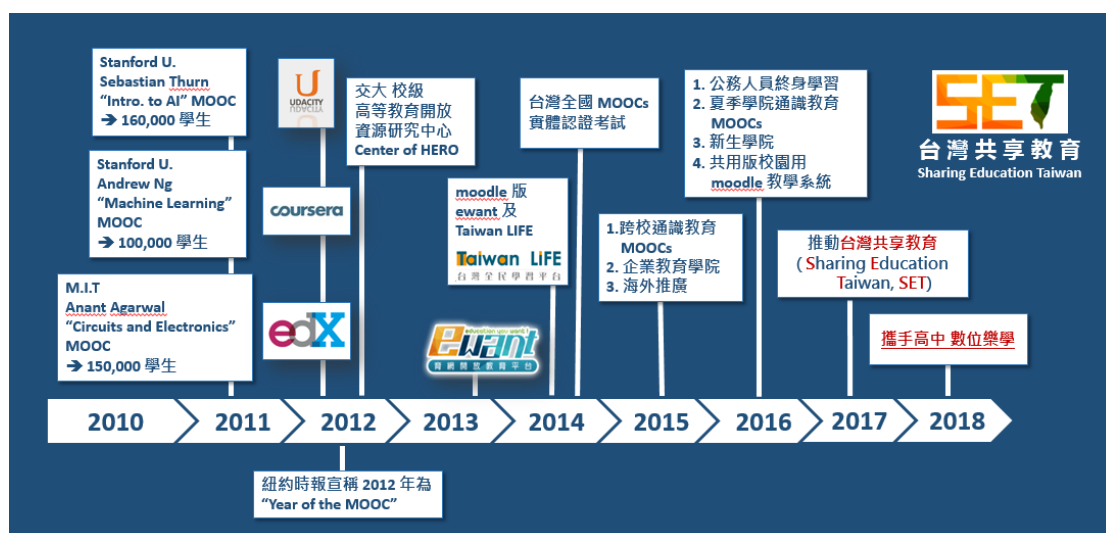 Stanford U.
Sebastian Thurn
“Intro. to AI” MOOC
➔ 160,000 學生
Stanford U.
Andrew Ng
“Machine Learning”
MOOC
➔ 100,000 學生
M.I.T
Anant Agarwal
“Circuits and Electronics”
MOOC
➔ 150,000 學生
UDACITY
coursera
edX
交大 校級
高等教育開放
資源研究中心
Center of HERO
moodle 版
ewant 及
Taiwan LIFE
Taiwan LiFE
台灣全民學習平台
education you want !
ewant
育網開放教育平台
台灣全國 MOOCs
實體認證考試
1.跨校通識教育
MOOCs
2. 企業教育學院
3. 海外推廣
1. 公務人員終身學習
2. 夏季學院通識教育
MOOCs
3. 新生學院
4. 共用版校園用
moodle 教學系統
推動台灣共享教育
( Sharing Education
Taiwan, SET)
攜手高中 數位樂學
SET
台灣共享教育
Sharing Education Taiwan
2010
2011
2012
2013
2014
2015
2016
2017
2018
紐約時報宣稱 2012 年為
“Year of the MOOC”